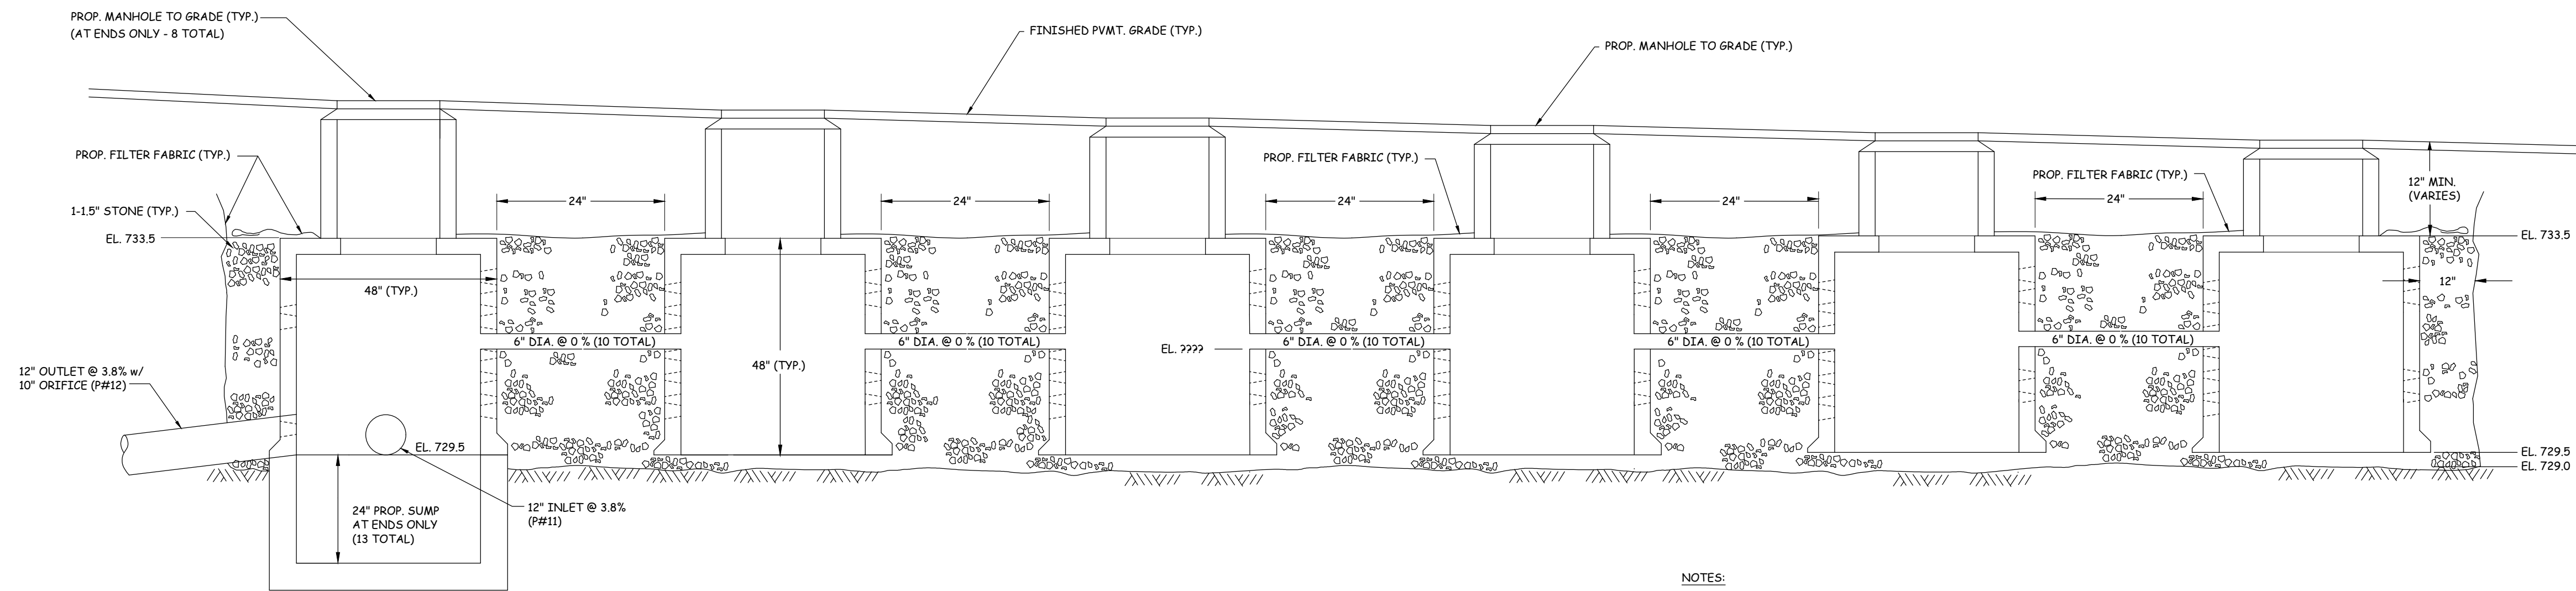 PROP. MANHOLE TO GRADE (TYP.)
(AT ENDS ONLY - 8 TOTAL)
FINISHED PVMT. GRADE (TYP.)
PROP. MANHOLE TO GRADE (TYP.)
PROP. FILTER FABRIC (TYP.)
PROP. FILTER FABRIC (TYP.)
PROP. FILTER FABRIC (TYP.)
12" MIN.
(VARIES)
1-1.5" STONE (TYP.)
24"
24"
24"
24"
24"
EL. 733.5
EL. 733.5
48" (TYP.)
12"
6" DIA. @ 0 % (10 TOTAL)
6" DIA. @ 0 % (10 TOTAL)
6" DIA. @ 0 % (10 TOTAL)
6" DIA. @ 0 % (10 TOTAL)
6" DIA. @ 0 % (10 TOTAL)
EL. ????
48" (TYP.)
12" OUTLET @ 3.8% w/
10" ORIFICE (P#12)
EL. 729.5
EL. 729.5
EL. 729.0
24" PROP. SUMP
AT ENDS ONLY
(13 TOTAL)
12" INLET @ 3.8%
(P#11)
NOTES: